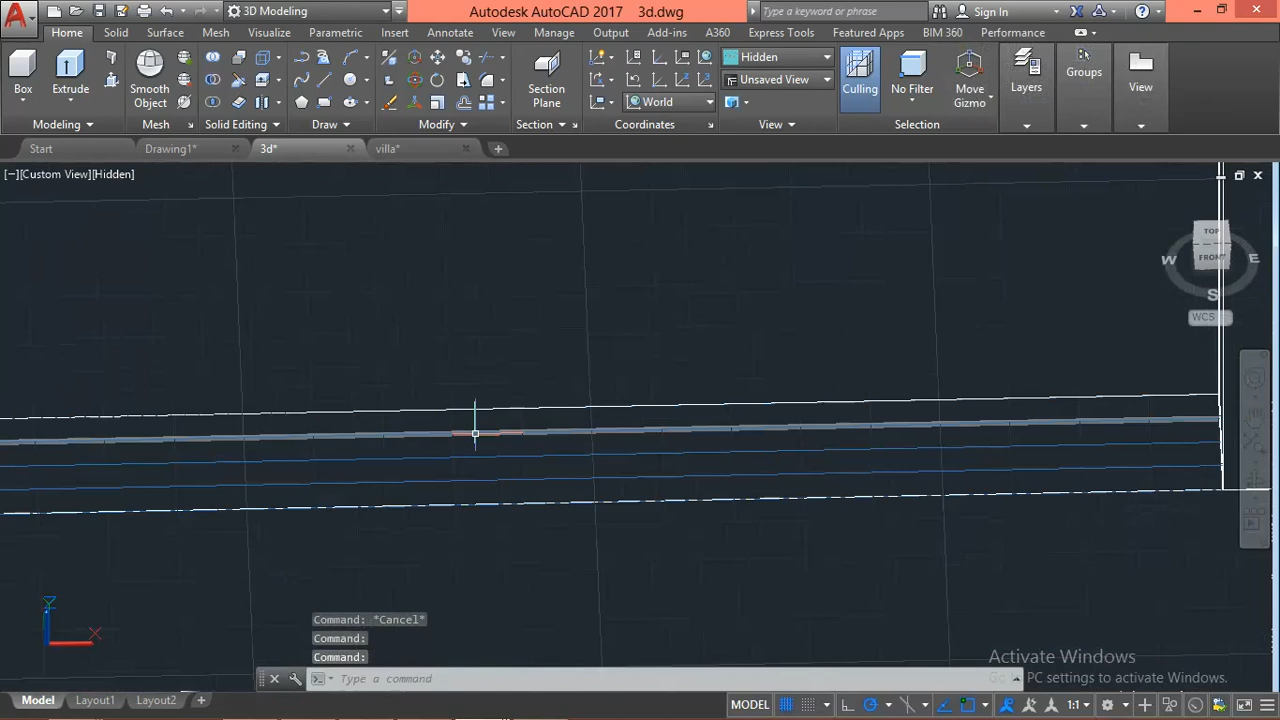 3D Modeling
Autodesk AutoCAD 2017 3d.dwg
Type a keyword or phrase
Sign In
Home Solid Surface Mesh Visualize Parametric Insert Annotate View Manage Output Add-ins A360 Express Tools Featured Apps BIM 360 Performance
Box
Extrude
Smooth Object
Section Plane
World
Hidden
Unsaved View
Culling
No Filter
Move Gizmo
Layers
Groups
View
Modeling
Mesh
Solid Editing
Draw
Modify
Section
Coordinates
View
Selection
Start
Drawing1*
3d*
villa*
[−][Custom View][Hidden]
TOP
FRONT
W
E
S
WCS
Y
X
Command: *Cancel*
Command:
Command:
Type a command
Activate Windows
Go to PC settings to activate Windows.
Model Layout1 Layout2 +
MODEL
1:1